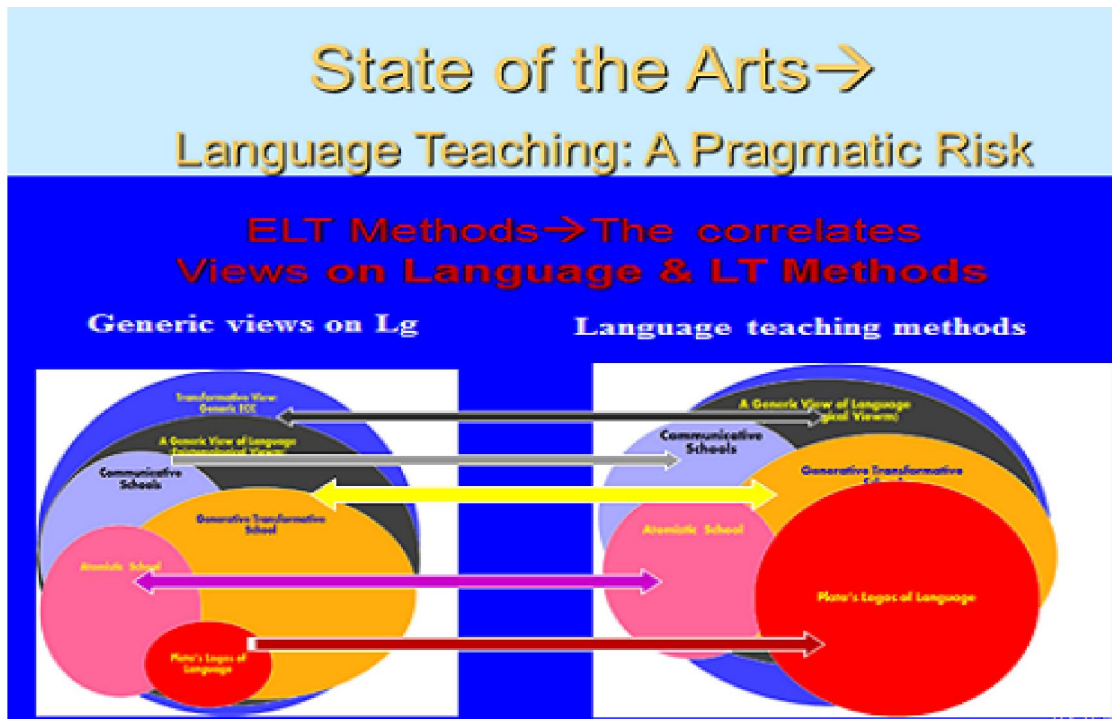 State of the Arts→
Language Teaching: A Pragmatic Risk
ELT Methods→The correlates
Views on Language & LT Methods
Generic views on Lg
Language teaching methods
Transformative View:
Generic ECE
A Generic View of Language
Communicative
Schools
Generative Transformative
School
Atomistic School
Plato's Logos of
Language
A Generic View of Language
Communicative
Schools
Generative Transformative
Atomistic School
Plato's Logos of Language